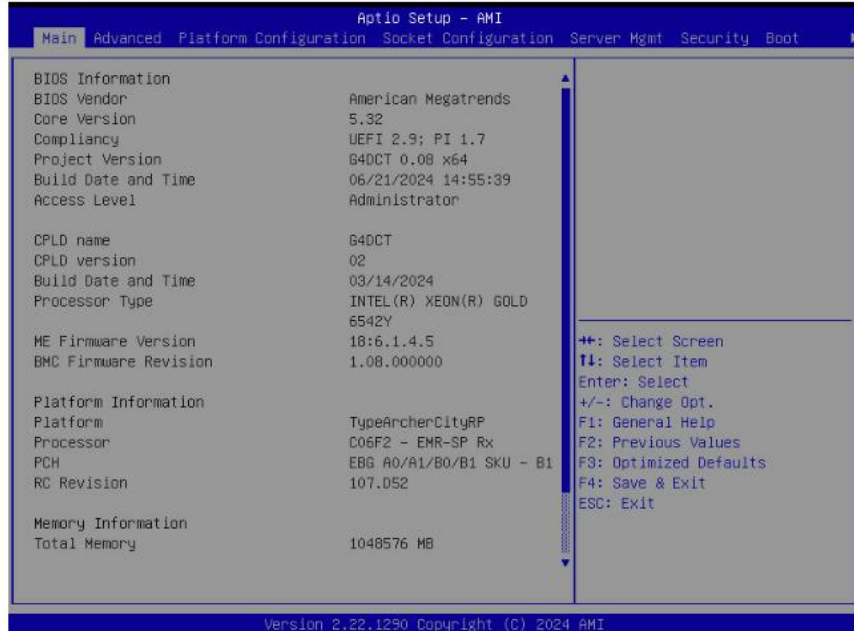 Aptio Setup – AMI
Main Advanced Platform Configuration Socket Configuration Server Mgmt Security Boot
BIOS Information
BIOS Vendor American Megatrends
Core Version 5.32
Compliancy UEFI 2.9; PI 1.7
Project Version G4DCT 0.08 x64
Build Date and Time 06/21/2024 14:55:39
Access Level Administrator
CPLD name G4DCT
CPLD version 02
Build Date and Time 03/14/2024
Processor Type INTEL(R) XEON(R) GOLD
6542Y
ME Firmware Version 18:6.1.4.5
BMC Firmware Revision 1.08.000000
Platform Information
Platform TypeArcherCityRP
Processor C06F2 – EMR-SP Rx
PCH EBG A0/A1/B0/B1 SKU – B1
RC Revision 107.D52
Memory Information
Total Memory 1048576 MB
→←: Select Screen
↑↓: Select Item
Enter: Select
+/-: Change Opt.
F1: General Help
F2: Previous Values
F3: Optimized Defaults
F4: Save & Exit
ESC: Exit
Version 2.22.1290 Copyright (C) 2024 AMI